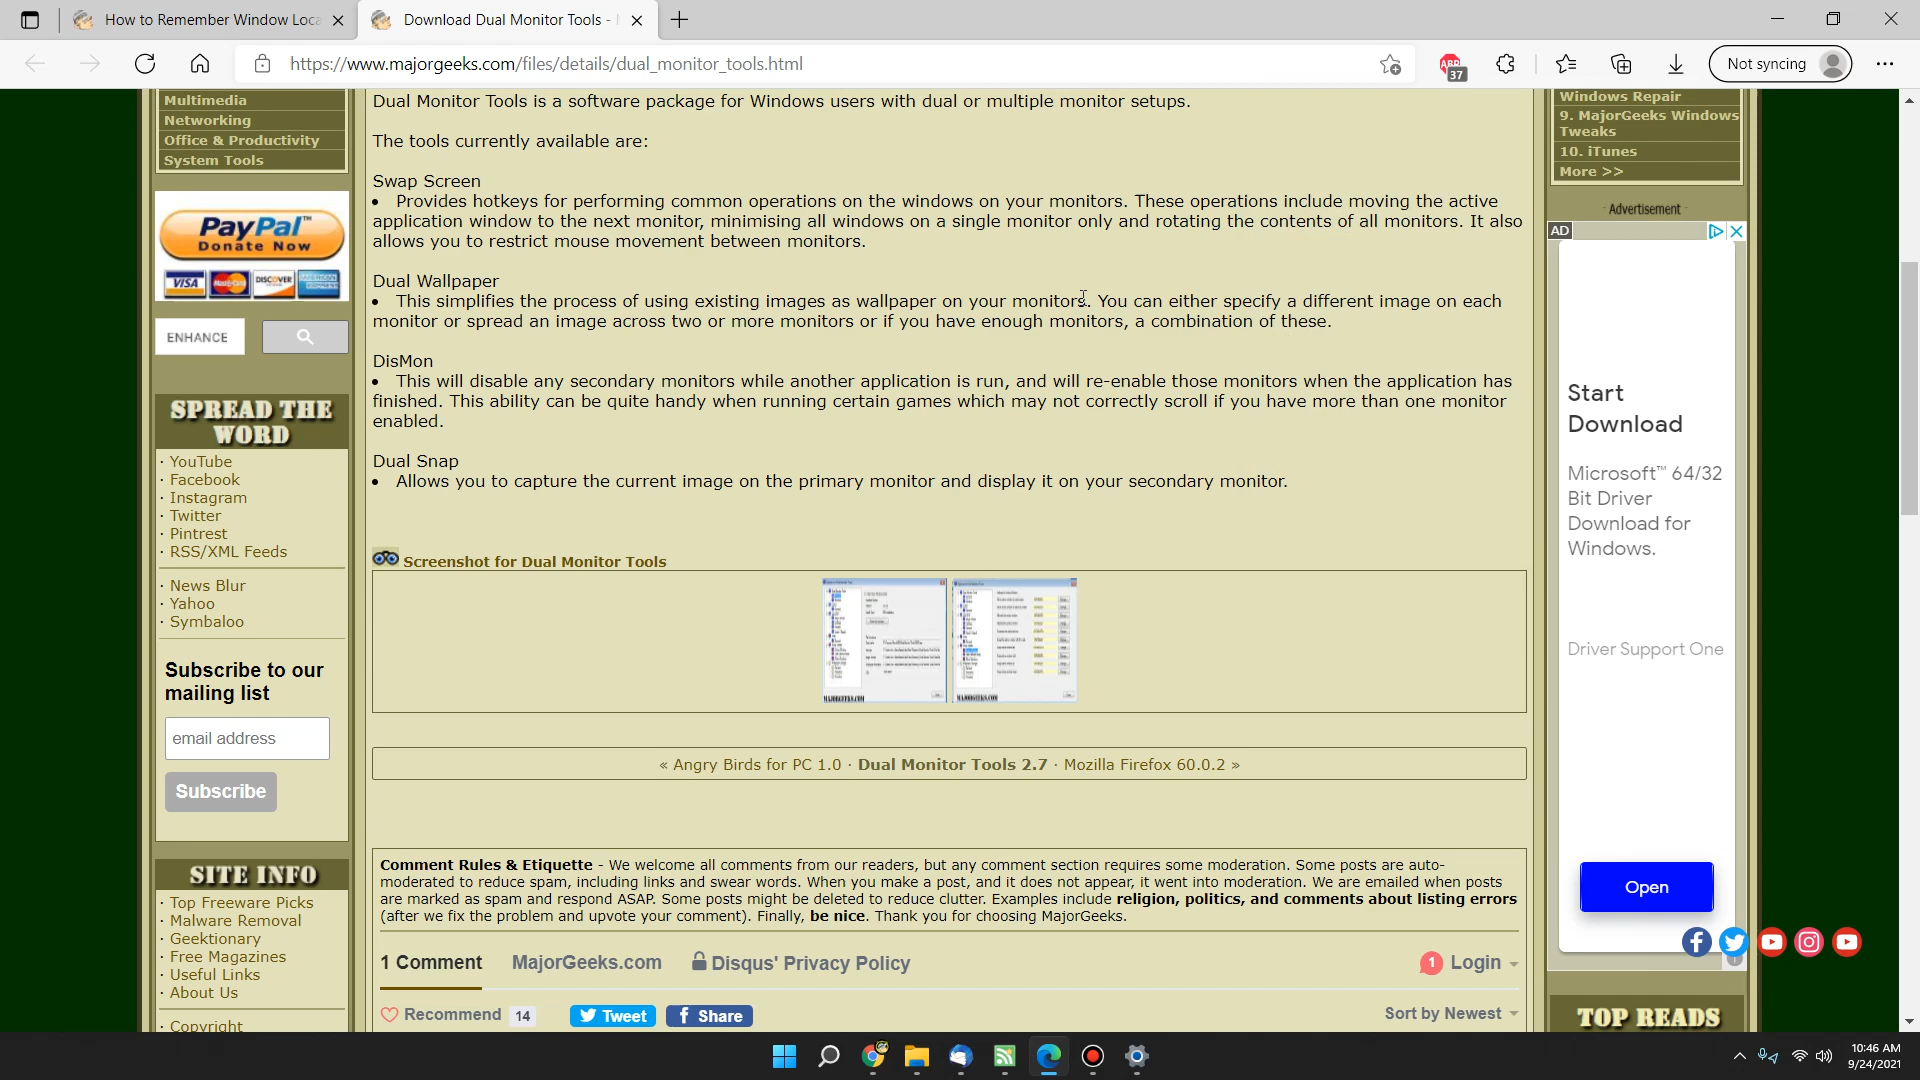 How to Remember Window Loca
Download Dual Monitor Tools -
https://www.majorgeeks.com/files/details/dual_monitor_tools.html
ABP
37
Not syncing
Multimedia
Networking
Office & Productivity
System Tools
PayPal™
Donate Now
VISA
DISCOVER
ENHANCE
SPREAD THE
WORD
· YouTube
· Facebook
· Instagram
· Twitter
· Pintrest
· RSS/XML Feeds
· News Blur
· Yahoo
· Symbaloo
Subscribe to our
mailing list
email address
Subscribe
SITE INFO
· Top Freeware Picks
· Malware Removal
· Geektionary
· Free Magazines
· Useful Links
· About Us
· Copyright
Dual Monitor Tools is a software package for Windows users with dual or multiple monitor setups.
The tools currently available are:
Swap Screen
• Provides hotkeys for performing common operations on the windows on your monitors. These operations include moving the active
application window to the next monitor, minimising all windows on a single monitor only and rotating the contents of all monitors. It also
allows you to restrict mouse movement between monitors.
Dual Wallpaper
• This simplifies the process of using existing images as wallpaper on your monitors. You can either specify a different image on each
monitor or spread an image across two or more monitors or if you have enough monitors, a combination of these.
DisMon
• This will disable any secondary monitors while another application is run, and will re-enable those monitors when the application has
finished. This ability can be quite handy when running certain games which may not correctly scroll if you have more than one monitor
enabled.
Dual Snap
• Allows you to capture the current image on the primary monitor and display it on your secondary monitor.
Screenshot for Dual Monitor Tools
MAJORGEEKS.COM
MAJORGEEKS.COM
« Angry Birds for PC 1.0 · Dual Monitor Tools 2.7 · Mozilla Firefox 60.0.2 »
Comment Rules & Etiquette - We welcome all comments from our readers, but any comment section requires some moderation. Some posts are auto-
moderated to reduce spam, including links and swear words. When you make a post, and it does not appear, it went into moderation. We are emailed when posts
are marked as spam and respond ASAP. Some posts might be deleted to reduce clutter. Examples include religion, politics, and comments about listing errors
(after we fix the problem and upvote your comment). Finally, be nice. Thank you for choosing MajorGeeks.
1 Comment MajorGeeks.com Disqus' Privacy Policy 1 Login
Recommend 14 Tweet Share Sort by Newest
Windows Repair
9. MajorGeeks Windows
Tweaks
10. iTunes
More >>
- Advertisement -
AD
Start
Download
Microsoft™ 64/32
Bit Driver
Download for
Windows.
Driver Support One
Open
TOP READS
10:46 AM
9/24/2021